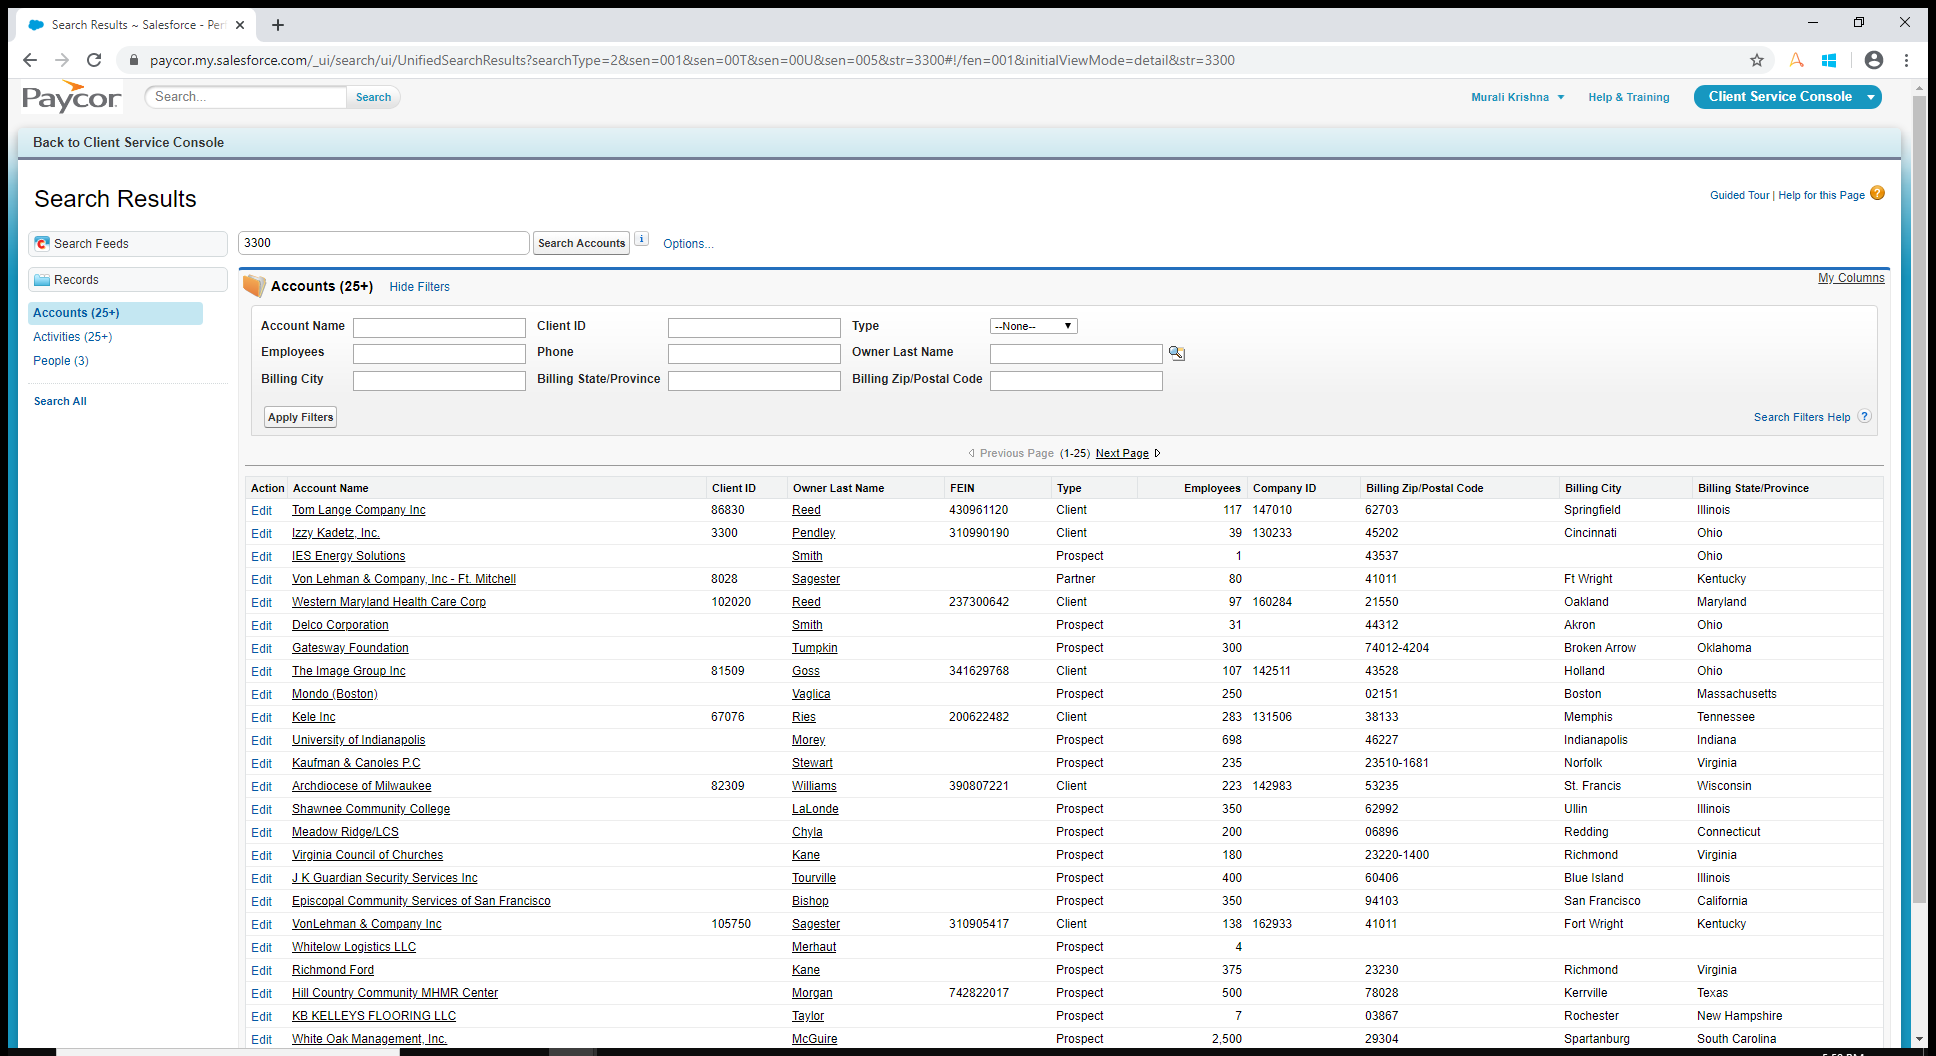 Search Results ~ Salesforce - Per
paycor.my.salesforce.com/_ui/search/ui/UnifiedSearchResults?searchType=2&sen=001&sen=00T&sen=00U&sen=005&str=3300#!/fen=001&initialViewMode=detail&str=3300
Paycor Search... Search Murali Krishna Help & Training Client Service Console
Back to Client Service Console
Search Results
Guided Tour | Help for this Page
Search Feeds 3300 Search Accounts i Options...
Records
Accounts (25+) Hide Filters My Columns
Accounts (25+)
Activities (25+)
People (3)
Search All
Account Name Client ID Type --None--
Employees Phone Owner Last Name
Billing City Billing State/Province Billing Zip/Postal Code
Apply Filters Search Filters Help ?
Previous Page (1-25) Next Page
Action Account Name Client ID Owner Last Name FEIN Type Employees Company ID Billing Zip/Postal Code Billing City Billing State/Province
Edit Tom Lange Company Inc 86830 Reed 430961120 Client 117 147010 62703 Springfield Illinois
Edit Izzy Kadetz, Inc. 3300 Pendley 310990190 Client 39 130233 45202 Cincinnati Ohio
Edit IES Energy Solutions Smith Prospect 1 43537 Ohio
Edit Von Lehman & Company, Inc - Ft. Mitchell 8028 Sagester Partner 80 41011 Ft Wright Kentucky
Edit Western Maryland Health Care Corp 102020 Reed 237300642 Client 97 160284 21550 Oakland Maryland
Edit Delco Corporation Smith Prospect 31 44312 Akron Ohio
Edit Gatesway Foundation Tumpkin Prospect 300 74012-4204 Broken Arrow Oklahoma
Edit The Image Group Inc 81509 Goss 341629768 Client 107 142511 43528 Holland Ohio
Edit Mondo (Boston) Vaglica Prospect 250 02151 Boston Massachusetts
Edit Kele Inc 67076 Ries 200622482 Client 283 131506 38133 Memphis Tennessee
Edit University of Indianapolis Morey Prospect 698 46227 Indianapolis Indiana
Edit Kaufman & Canoles P.C Stewart Prospect 235 23510-1681 Norfolk Virginia
Edit Archdiocese of Milwaukee 82309 Williams 390807221 Client 223 142983 53235 St. Francis Wisconsin
Edit Shawnee Community College LaLonde Prospect 350 62992 Ullin Illinois
Edit Meadow Ridge/LCS Chyla Prospect 200 06896 Redding Connecticut
Edit Virginia Council of Churches Kane Prospect 180 23220-1400 Richmond Virginia
Edit J K Guardian Security Services Inc Tourville Prospect 400 60406 Blue Island Illinois
Edit Episcopal Community Services of San Francisco Bishop Prospect 350 94103 San Francisco California
Edit VonLehman & Company Inc 105750 Sagester 310905417 Client 138 162933 41011 Fort Wright Kentucky
Edit Whitelow Logistics LLC Merhaut Prospect 4
Edit Richmond Ford Kane Prospect 375 23230 Richmond Virginia
Edit Hill Country Community MHMR Center Morgan 742822017 Prospect 500 78028 Kerrville Texas
Edit KB KELLEYS FLOORING LLC Taylor Prospect 7 03867 Rochester New Hampshire
Edit White Oak Management, Inc. McGuire Prospect 2,500 29304 Spartanburg South Carolina